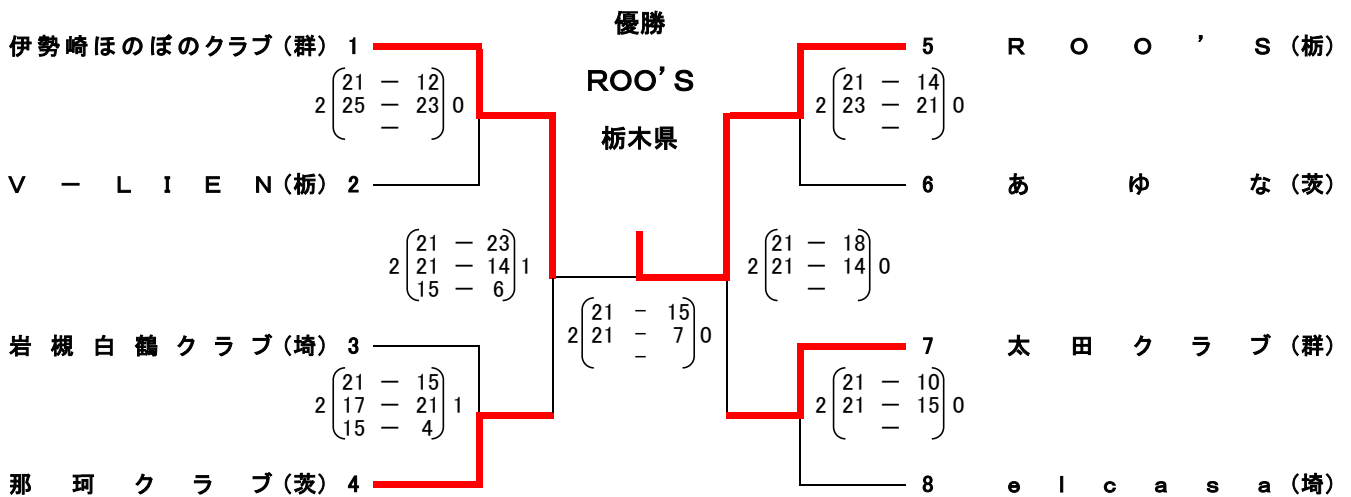 優勝
伊勢崎ほのぼのクラブ(群) 1
5 ROO'S(栃)
ROO'S
21 － 12
2 25 － 23 0
－
21 － 14
2 23 － 21 0
－
栃木県
V－LIEN(栃) 2
6 あゆな(茨)
21 － 23
2 21 － 14 1
15 － 6
21 － 18
2 21 － 14 0
－
21 - 15
2 21 - 7 0
-
岩槻白鶴クラブ(埼) 3
7 太田クラブ(群)
21 － 15
2 17 － 21 1
15 － 4
21 － 10
2 21 － 15 0
－
那珂クラブ(茨) 4
8 elcasa(埼)